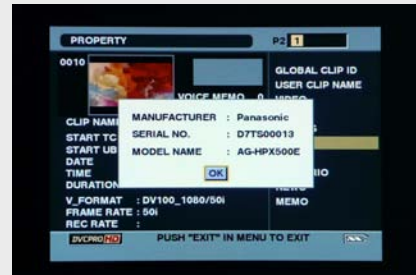 PROPERTY
P2 1
0010
GLOBAL CLIP ID
USER CLIP NAME
VOICE MEMO 0
VIDEO
MANUFACTURER : Panasonic
SERIAL NO. : D7TS00013
MODEL NAME : AG-HPX500E
OK
CLIP NAME
START TC
START UB
DATE
TIME
DURATION
V_FORMAT : DV100_1080/50i
FRAME RATE : 50i
REC RATE :
MEMO
DVCPRO HD
PUSH "EXIT" IN MENU TO EXIT